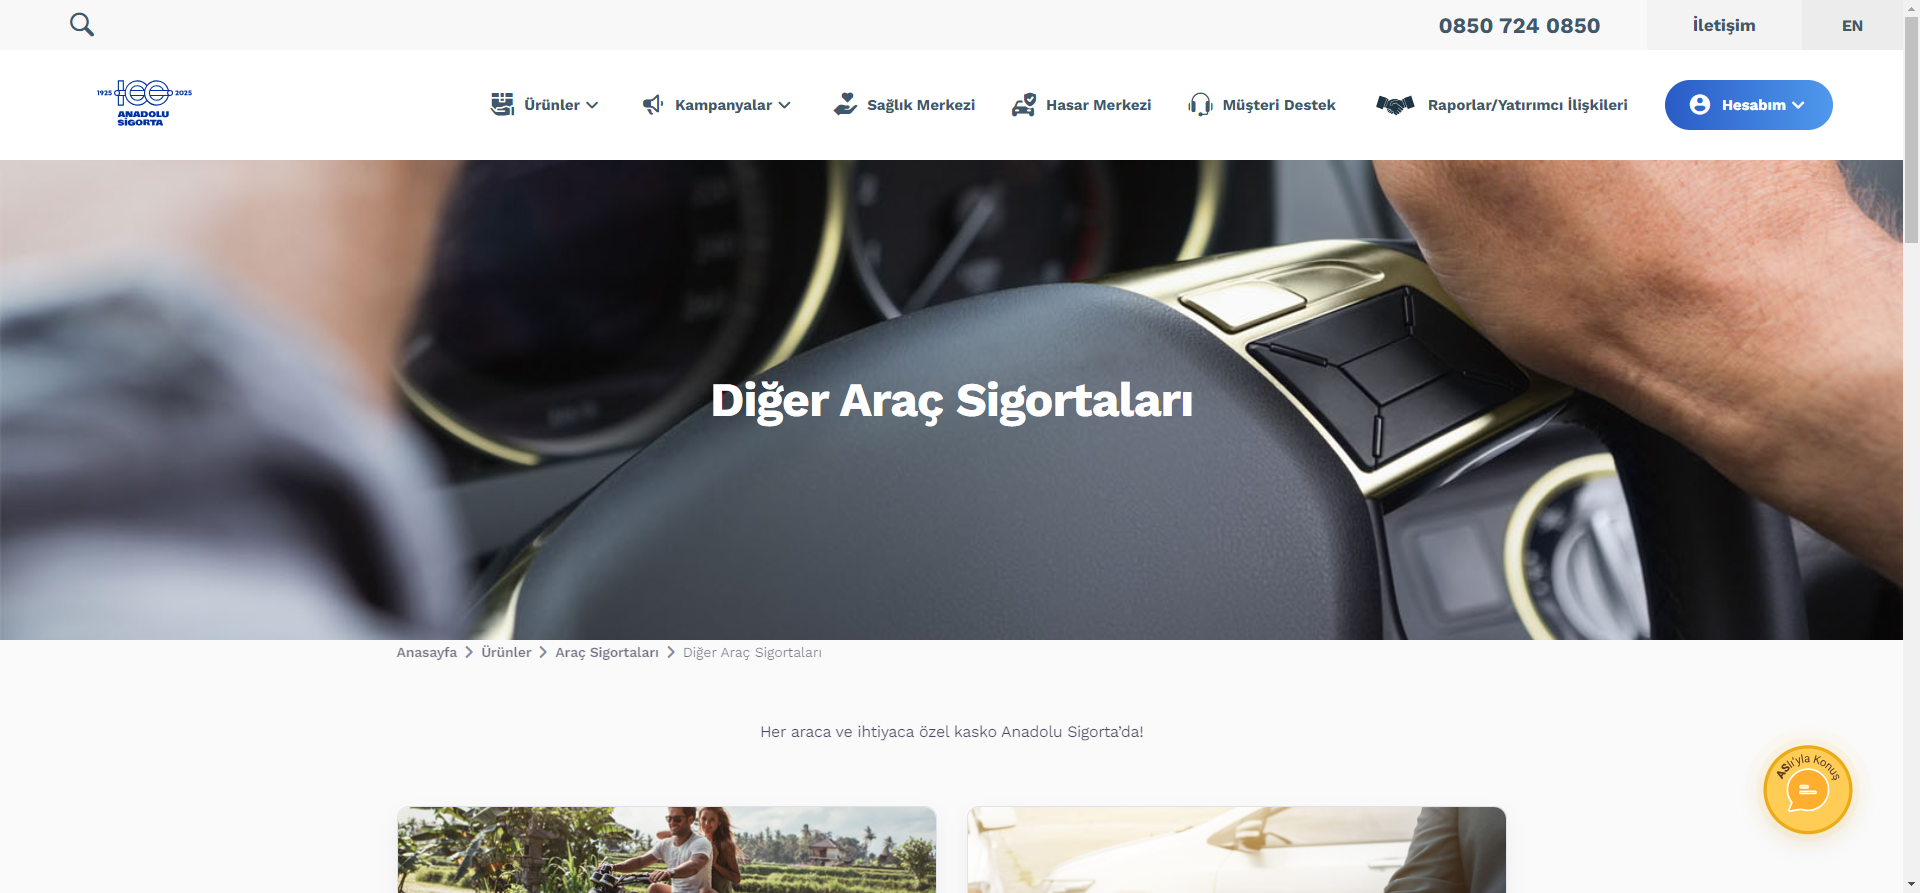 0850 724 0850
İletişim
EN
1925 100 2025
ANADOLU
SİGORTA
Ürünler
Kampanyalar
Sağlık Merkezi
Hasar Merkezi
Müşteri Destek
Raporlar/Yatırımcı İlişkileri
Hesabım
Diğer Araç Sigortaları
Anasayfa
Ürünler
Araç Sigortaları
Diğer Araç Sigortaları
Her araca ve ihtiyaca özel kasko Anadolu Sigorta’da!
ASlı'yla Konuş